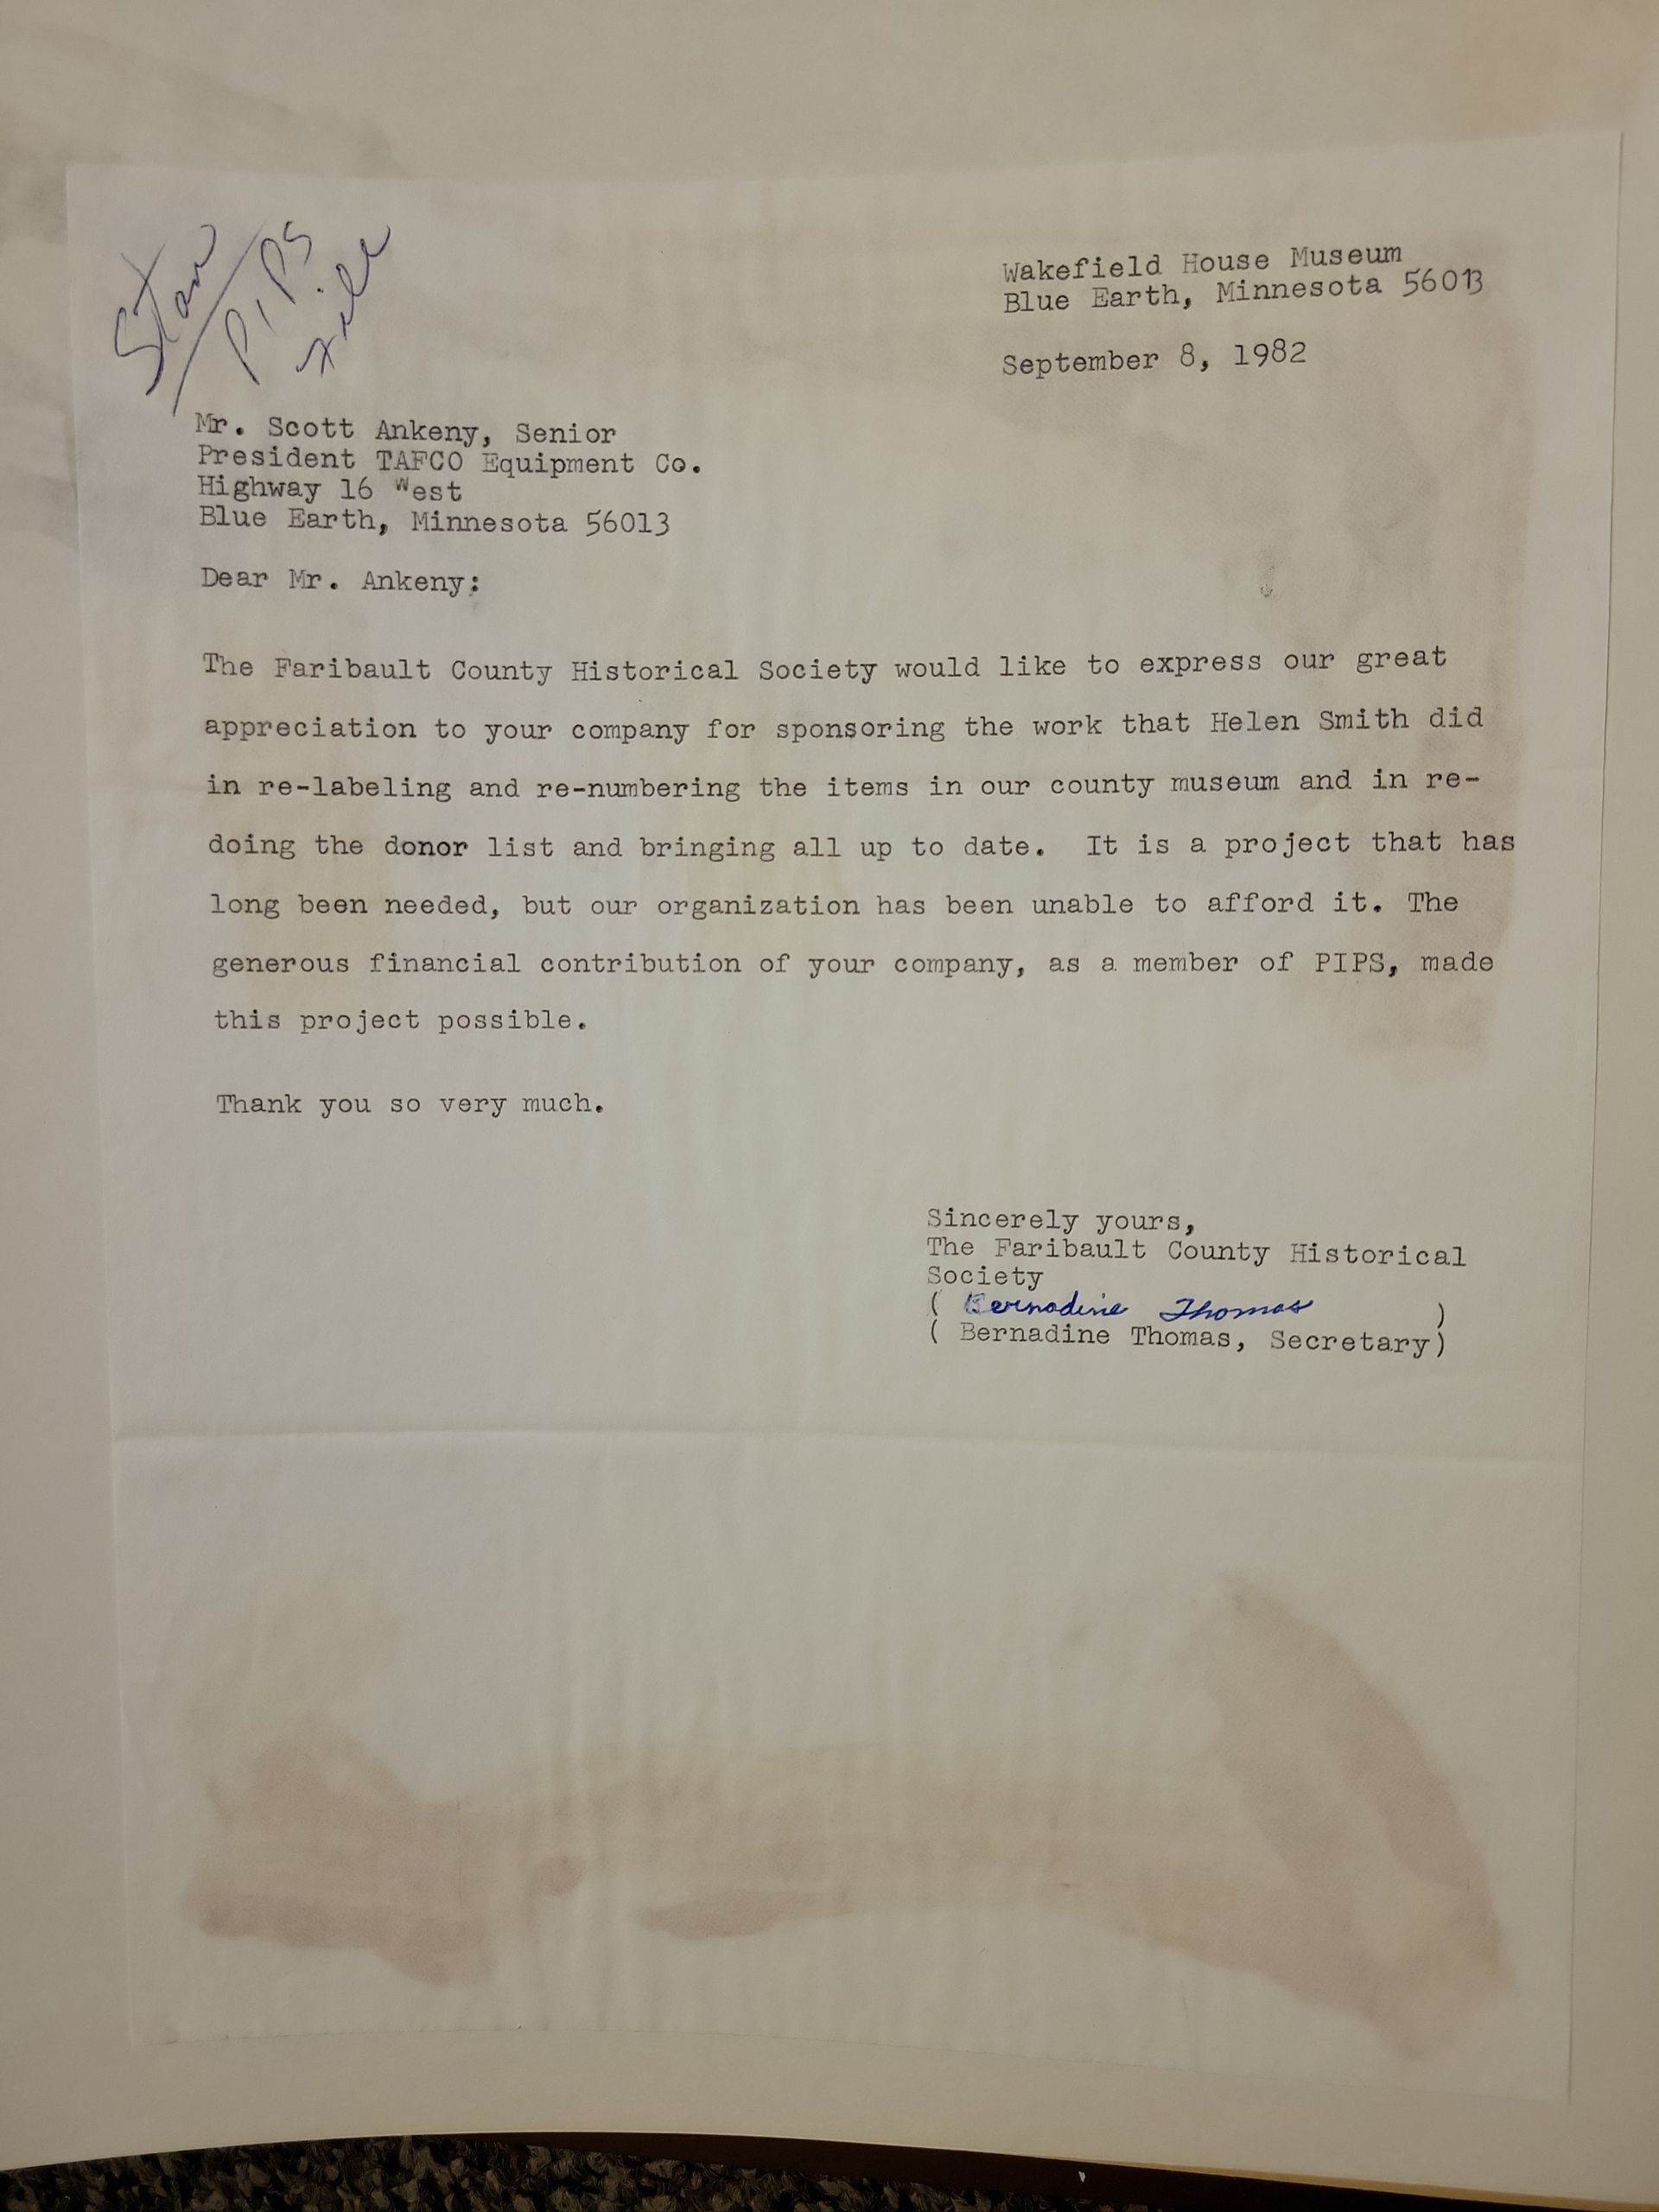 Stan
PIPS
file
Wakefield House Museum
Blue Earth, Minnesota 56013
September 8, 1982
Mr. Scott Ankeny, Senior
President TAFCO Equipment Co.
Highway 16 West
Blue Earth, Minnesota 56013
Dear Mr. Ankeny:
The Faribault County Historical Society would like to express our great
appreciation to your company for sponsoring the work that Helen Smith did
in re-labeling and re-numbering the items in our county museum and in re-
doing the donor list and bringing all up to date. It is a project that has
long been needed, but our organization has been unable to afford it. The
generous financial contribution of your company, as a member of PIPS, made
this project possible.
Thank you so very much.
Sincerely yours,
The Faribault County Historical
Society
( Bernadine Thomas )
( Bernadine Thomas, Secretary)